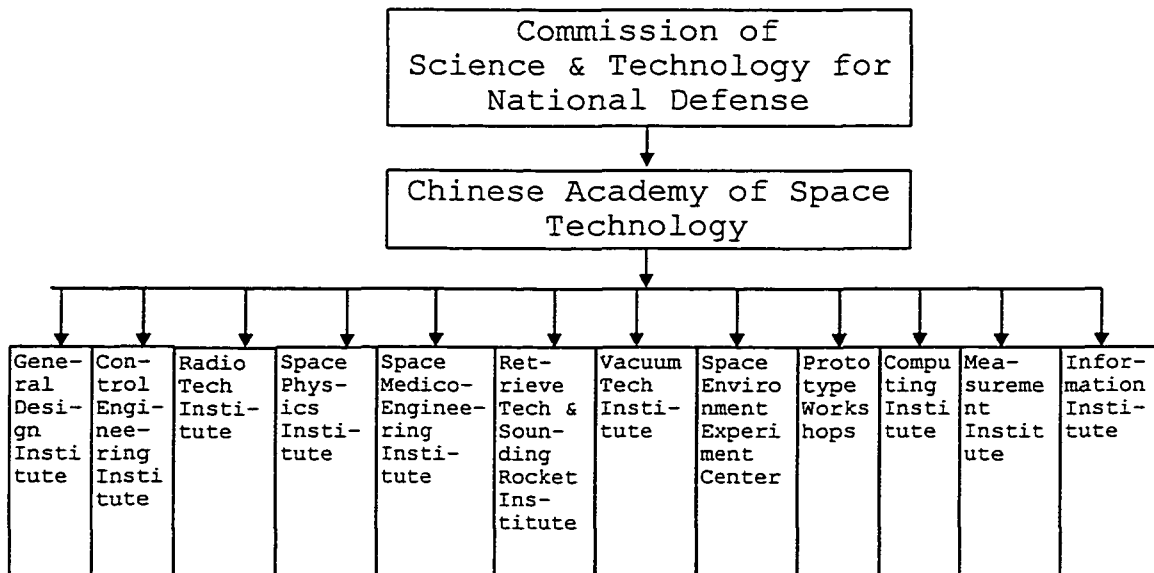 Commission of
Science & Technology for
National Defense
Chinese Academy of Space
Technology
Gene-
ral
Desi-
gn
Insti
tute
Con-
trol
Engi-
nee-
ring
Insti
tute
Radio
Tech
Insti-
tute
Space
Phys-
ics
Insti-
tute
Space
Medico-
Enginee-
ring
Insti-
tute
Ret-
rieve
Tech &
Soun-
ding
Rocket
Ins-
titute
Vacuum
Tech
Insti-
tute
Space
Enviro
nment
Experi
ment
Center
Proto
type
Works
hops
Compu
ting
Insti
tute
Mea-
sureme
nt
Instit
ute
Infor-
mation
Insti-
tute